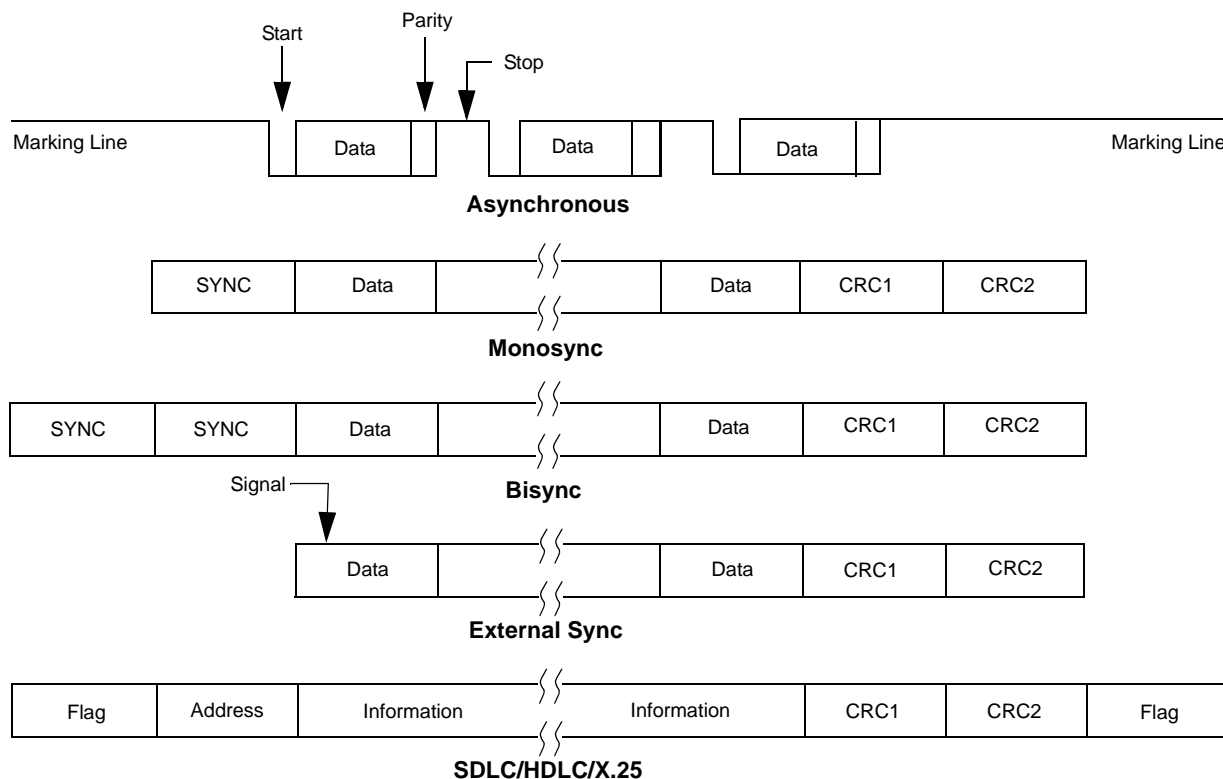 Parity
Start
Stop
Marking Line Data Data Data Marking Line
Asynchronous
SYNC Data Data CRC1 CRC2
Monosync
SYNC SYNC Data Data CRC1 CRC2
Signal
Bisync
Data Data CRC1 CRC2
External Sync
Flag Address Information Information CRC1 CRC2 Flag
SDLC/HDLC/X.25